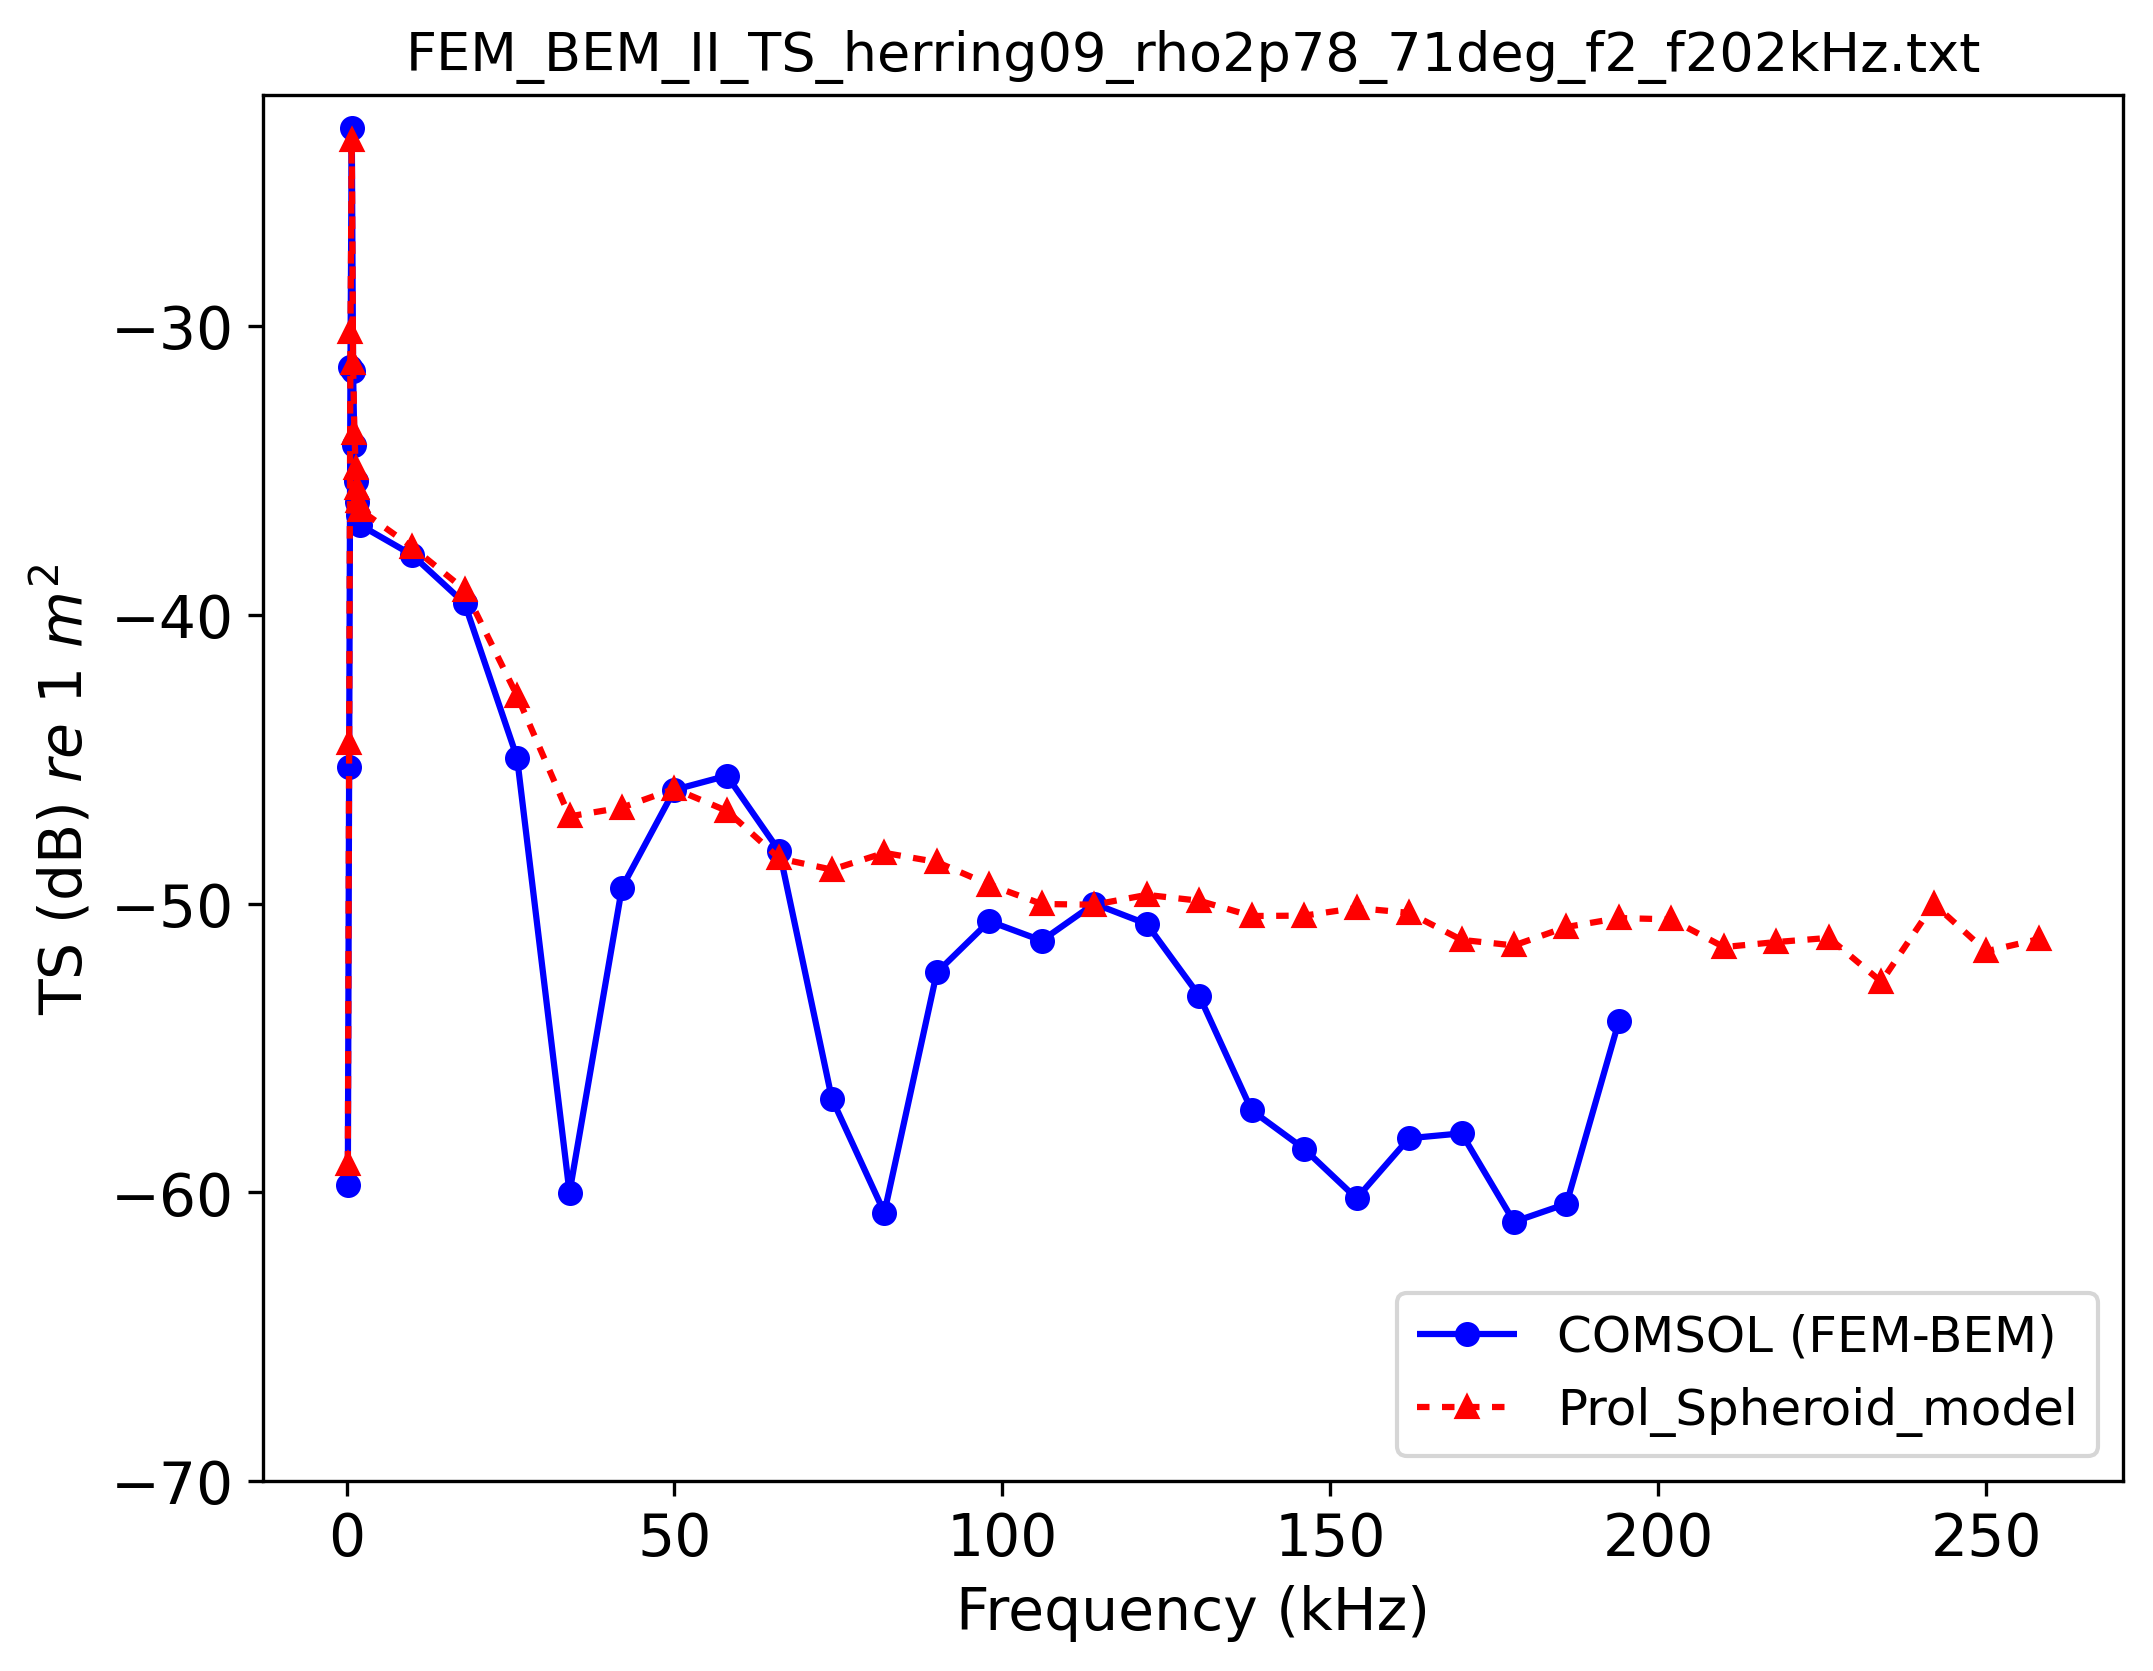 FEM_BEM_II_TS_herring09_rho2p78_71deg_f2_f202kHz.txt
TS (dB) re 1 m²
−30
−40
−50
−60
−70
0 50 100 150 200 250
Frequency (kHz)
COMSOL (FEM-BEM)
Prol_Spheroid_model